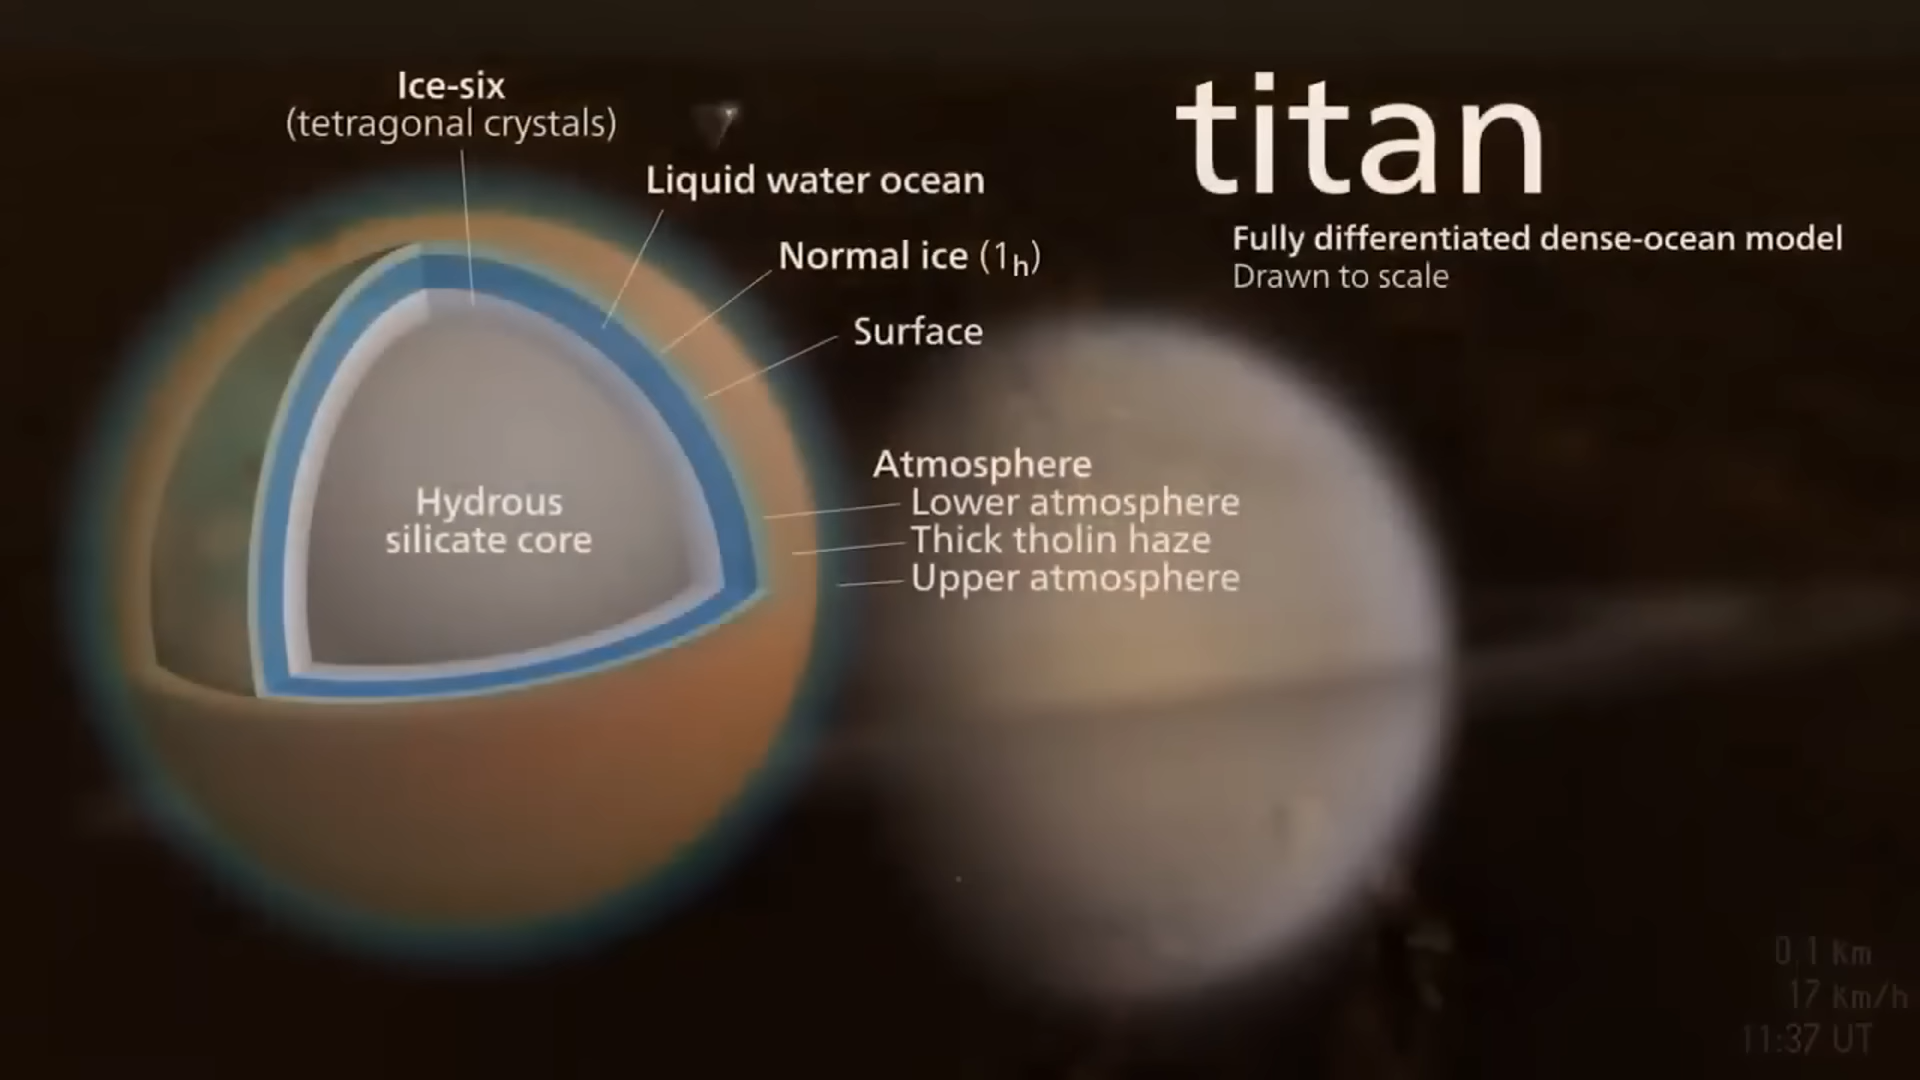 titan
Fully differentiated dense-ocean model
Drawn to scale
Ice-six
(tetragonal crystals)
Liquid water ocean
Normal ice (1h)
Surface
Atmosphere
Lower atmosphere
Thick tholin haze
Upper atmosphere
Hydrous
silicate core
0.1 Km
17 Km/h
11:37 UT